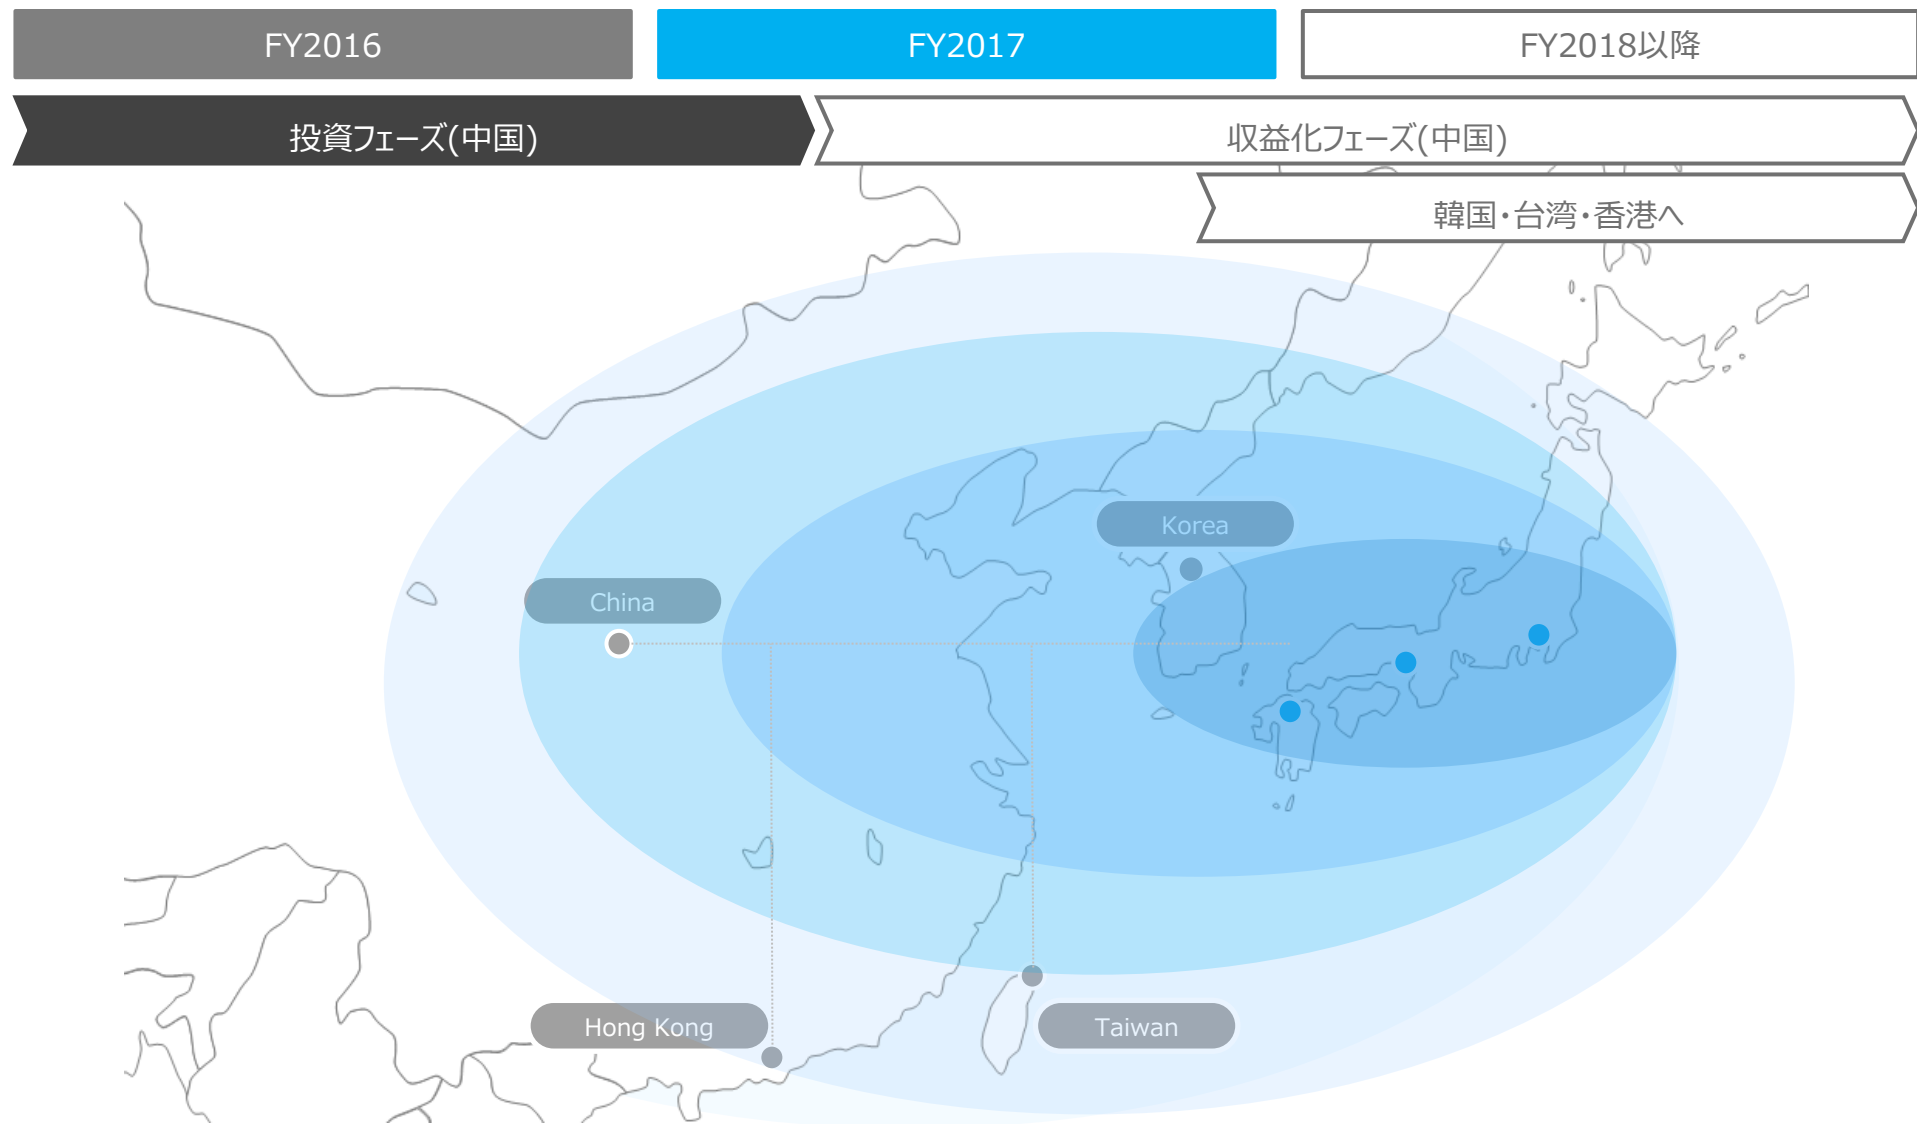 FY2016
FY2017
FY2018以降
投資フェーズ(中国)
収益化フェーズ(中国)
韓国・台湾・香港へ
Korea
China
Hong Kong
Taiwan